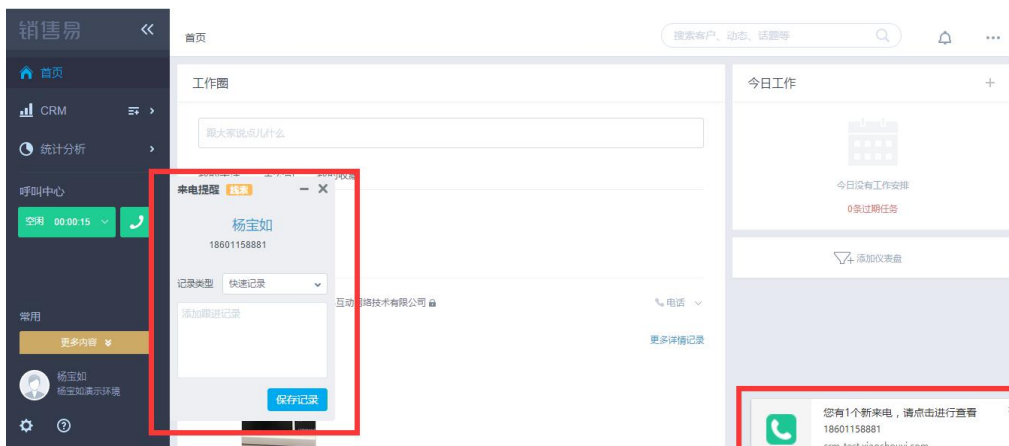 销售易
首页
CRM
统计分析
呼叫中心
空闲 00:00:15
常用
更多内容
杨宝如
杨宝如演示环境
首页
搜索客户、动态、话题等
工作圈
跟大家说点儿什么
来电提醒 线索
杨宝如
18601158881
记录类型 快速记录
添加跟进记录
保存记录
互动网络技术有限公司
电话
更多详情记录
今日工作
今日没有工作安排
0条过期任务
添加仪表盘
您有1个新来电，请点击进行查看
18601158881